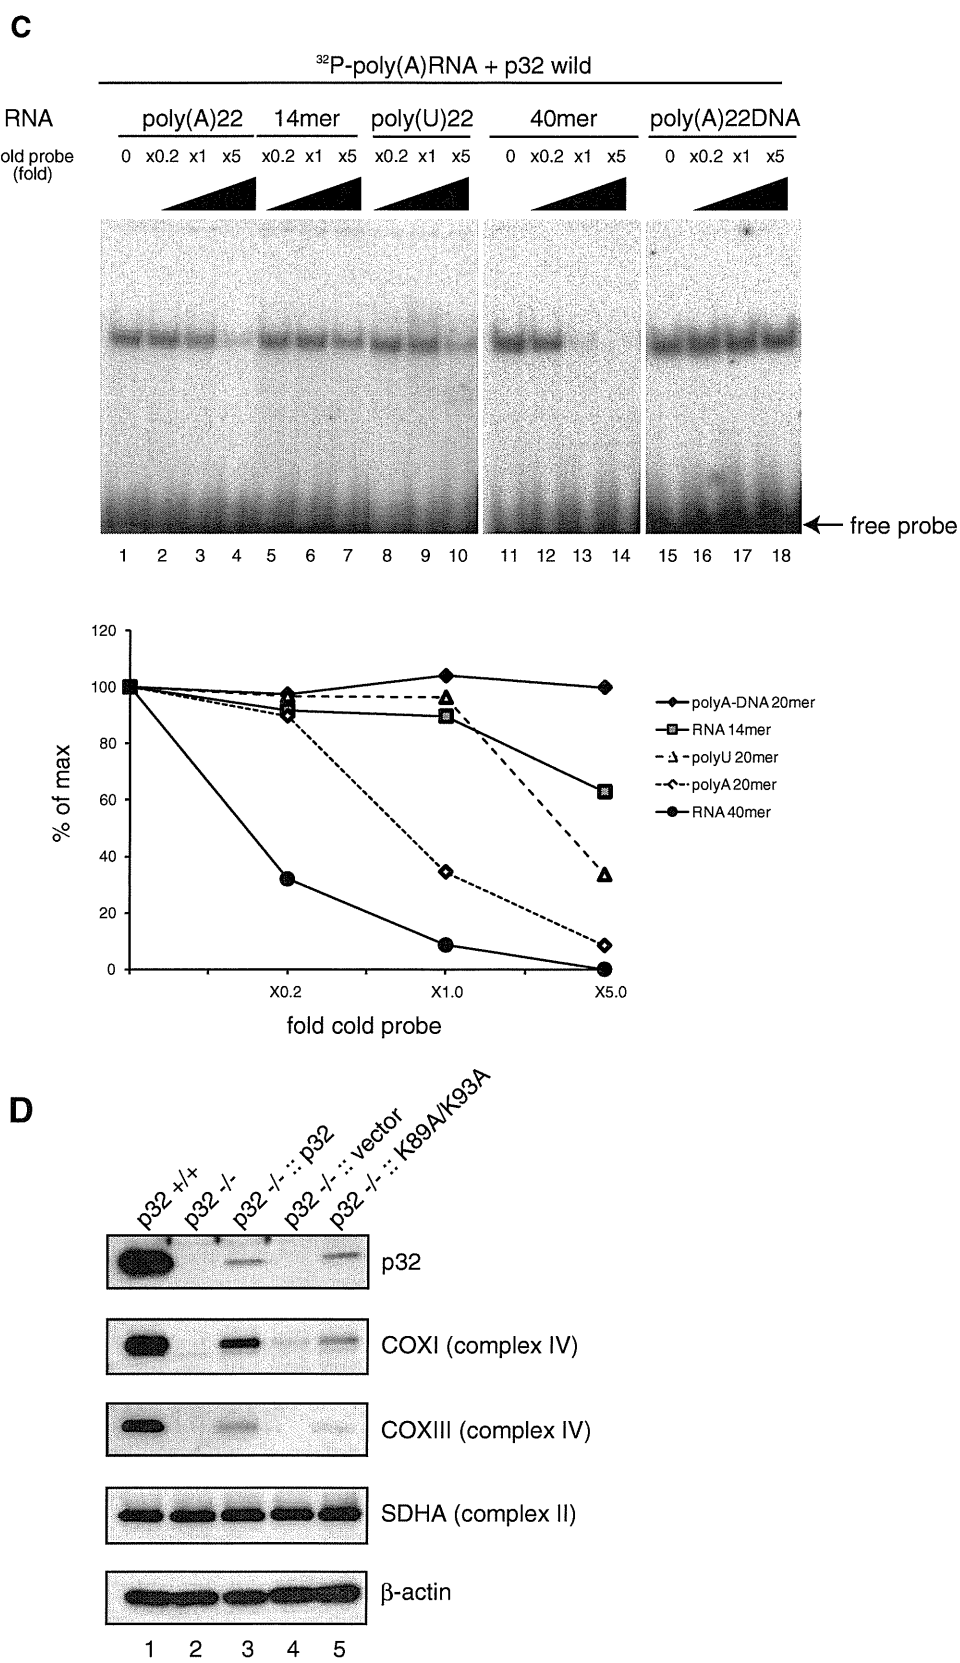 C
³²P-poly(A)RNA + p32 wild
RNA poly(A)22 14mer poly(U)22 40mer poly(A)22DNA
old probe (fold) 0 x0.2 x1 x5 x0.2 x1 x5 x0.2 x1 x5 0 x0.2 x1 x5 0 x0.2 x1 x5
free probe
1 2 3 4 5 6 7 8 9 10 11 12 13 14 15 16 17 18
120
100
80
60
40
20
0
% of max
X0.2 X1.0 X5.0
fold cold probe
polyA-DNA 20mer
RNA 14mer
polyU 20mer
polyA 20mer
RNA 40mer
D
p32 +/+
p32 -/-
p32 -/- :: p32
p32 -/- :: vector
p32 -/- :: K89A/K93A
p32
COXI (complex IV)
COXIII (complex IV)
SDHA (complex II)
β-actin
1 2 3 4 5